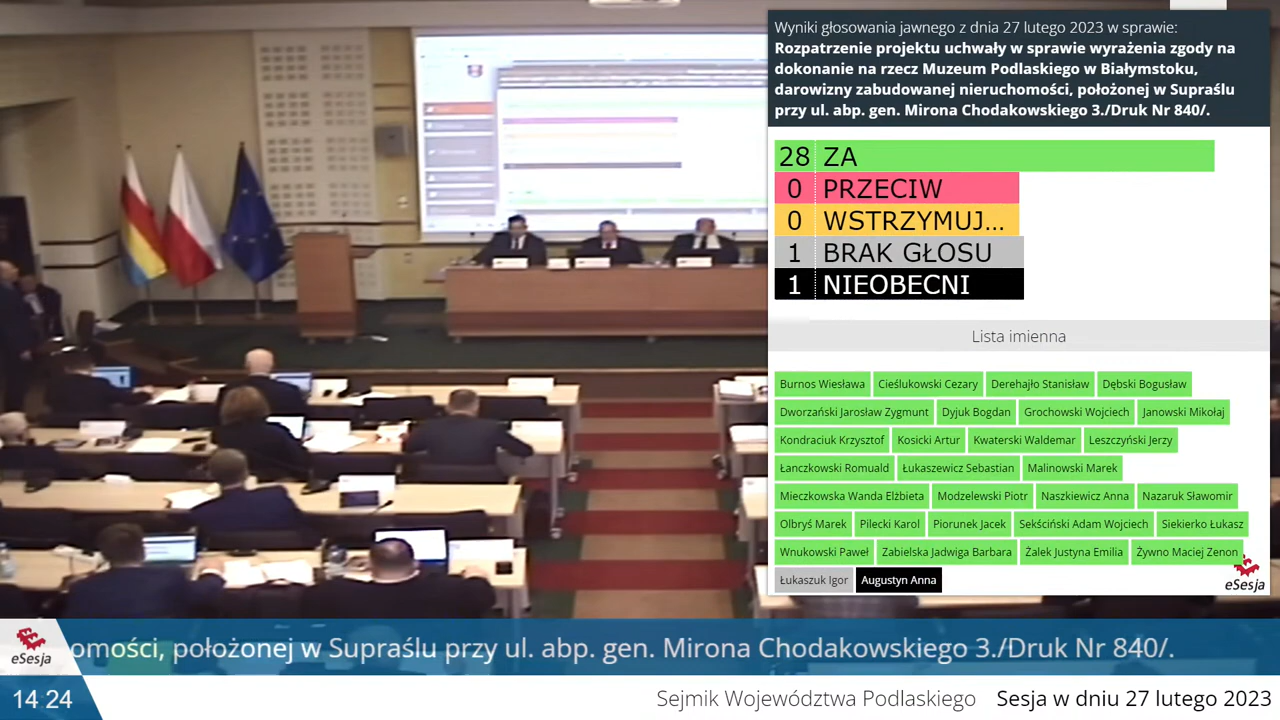 Wyniki głosowania jawnego z dnia 27 lutego 2023 w sprawie:
Rozpatrzenie projektu uchwały w sprawie wyrażenia zgody na
dokonanie na rzecz Muzeum Podlaskiego w Białymstoku,
darowizny zabudowanej nieruchomości, położonej w Supraślu
przy ul. abp. gen. Mirona Chodakowskiego 3./Druk Nr 840/.
28 ZA
0 PRZECIW
0 WSTRZYMUJ...
1 BRAK GŁOSU
1 NIEOBECNI
Lista imienna
Burnos Wiesława Cieślukowski Cezary Derehajło Stanisław Dębski Bogusław
Dworzański Jarosław Zygmunt Dyjuk Bogdan Grochowski Wojciech Janowski Mikołaj
Kondraciuk Krzysztof Kosicki Artur Kwaterski Waldemar Leszczyński Jerzy
Łanczkowski Romuald Łukaszewicz Sebastian Malinowski Marek
Mieczkowska Wanda Elżbieta Modzelewski Piotr Naszkiewicz Anna Nazaruk Sławomir
Olbryś Marek Pilecki Karol Piorunek Jacek Sekściński Adam Wojciech Siekierko Łukasz
Wnukowski Paweł Zabielska Jadwiga Barbara Żalek Justyna Emilia Żywno Maciej Zenon
Łukaszuk Igor Augustyn Anna
eSesja
eSesja
omości, położonej w Supraślu przy ul. abp. gen. Mirona Chodakowskiego 3./Druk Nr 840/.
14:24
Sejmik Województwa Podlaskiego Sesja w dniu 27 lutego 2023